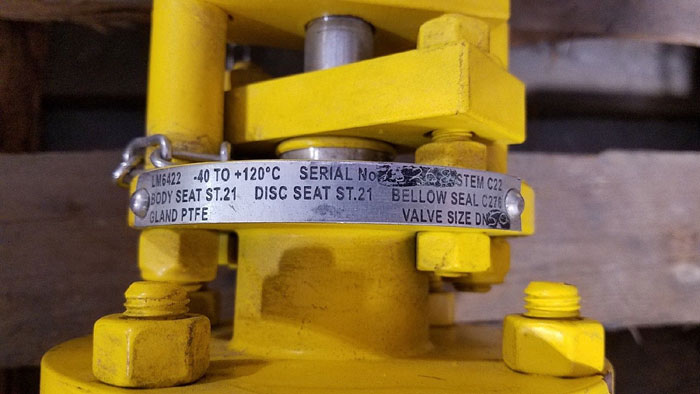 LM6422 -40 TO +120°C SERIAL No STEM C22
BODY SEAT ST.21 DISC SEAT ST.21 BELLOW SEAL C276
GLAND PTFE VALVE SIZE DN 50